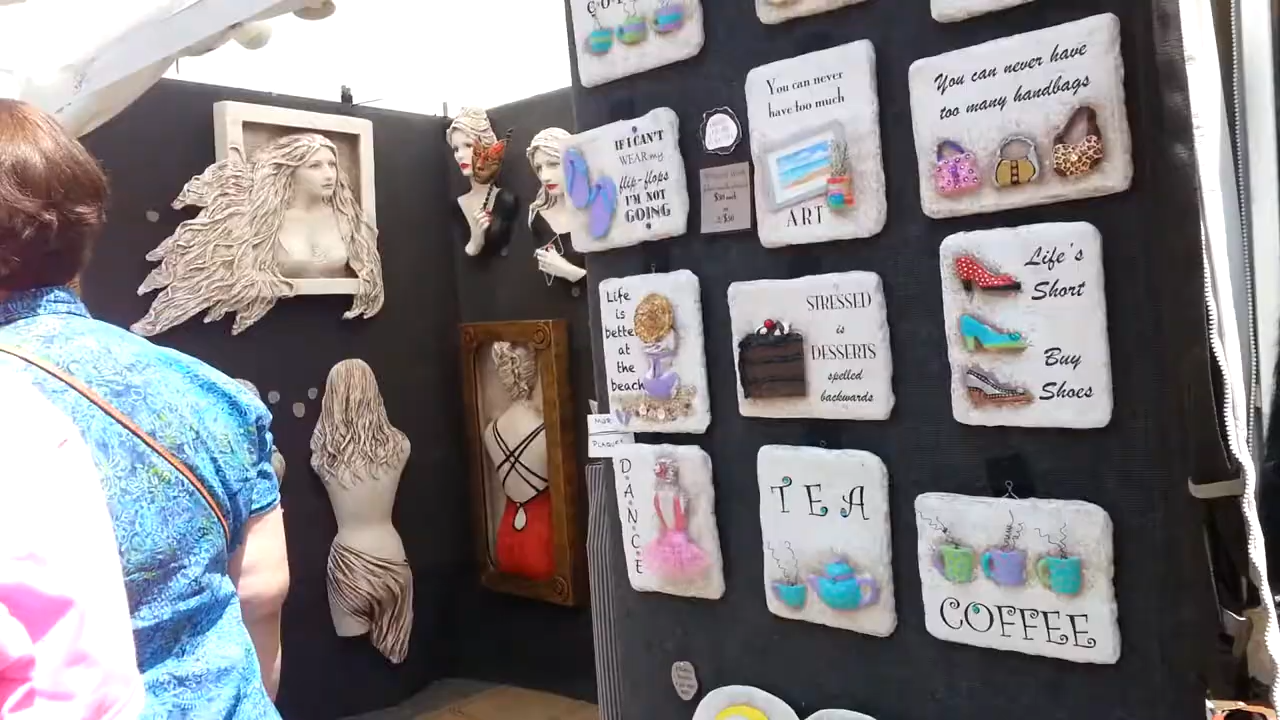 IF I CAN'T
WEAR my
flip-flops
I'M NOT
GOING
You can never
have too much
ART
You can never have
too many handbags
Life
is
better
at
the
beach
STRESSED
is
DESSERTS
spelled
backwards
Life's
Short
Buy
Shoes
MORE
PLAQUES
D.A.N.C.E
TEA
COFFEE